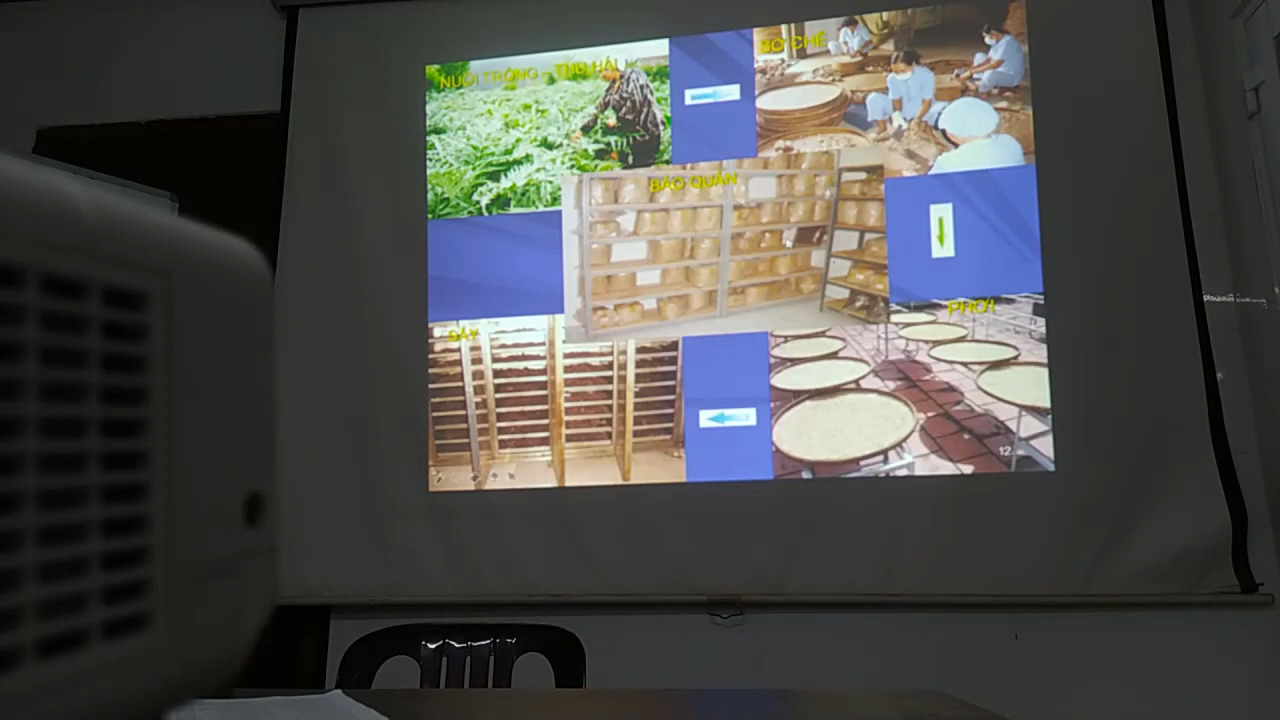 NUÔI TRỒNG - THU HÁI
SƠ CHẾ
BẢO QUẢN
PHƠI
SẤY
12